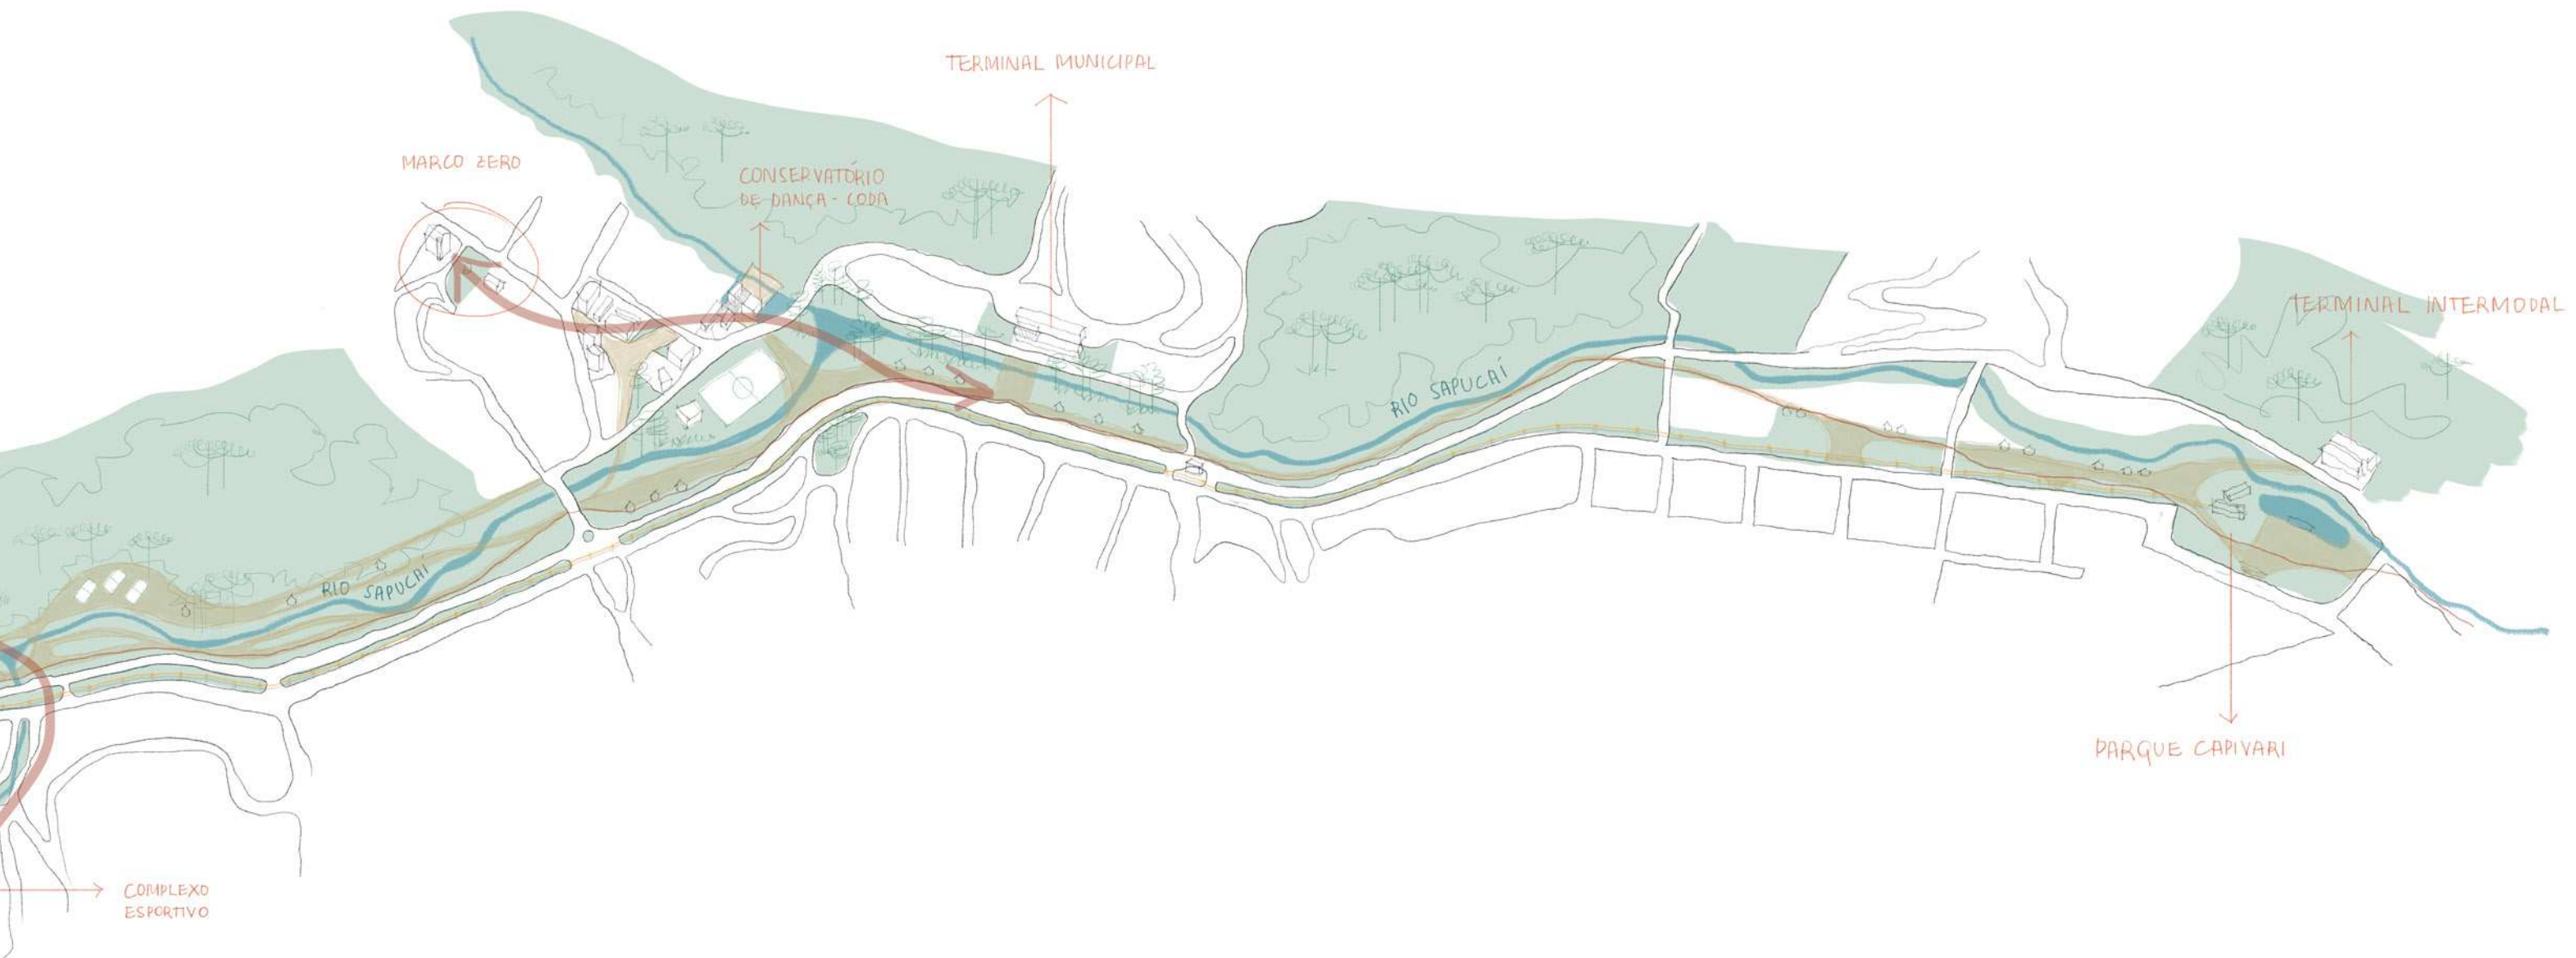 TERMINAL MUNICIPAL
MARCO ZERO
CONSERVATÓRIO
DE DANÇA - CODA
TERMINAL INTERMODAL
RIO SAPUCAÍ
RIO SAPUCAÍ
PARQUE CAPIVARI
COMPLEXO
ESPORTIVO